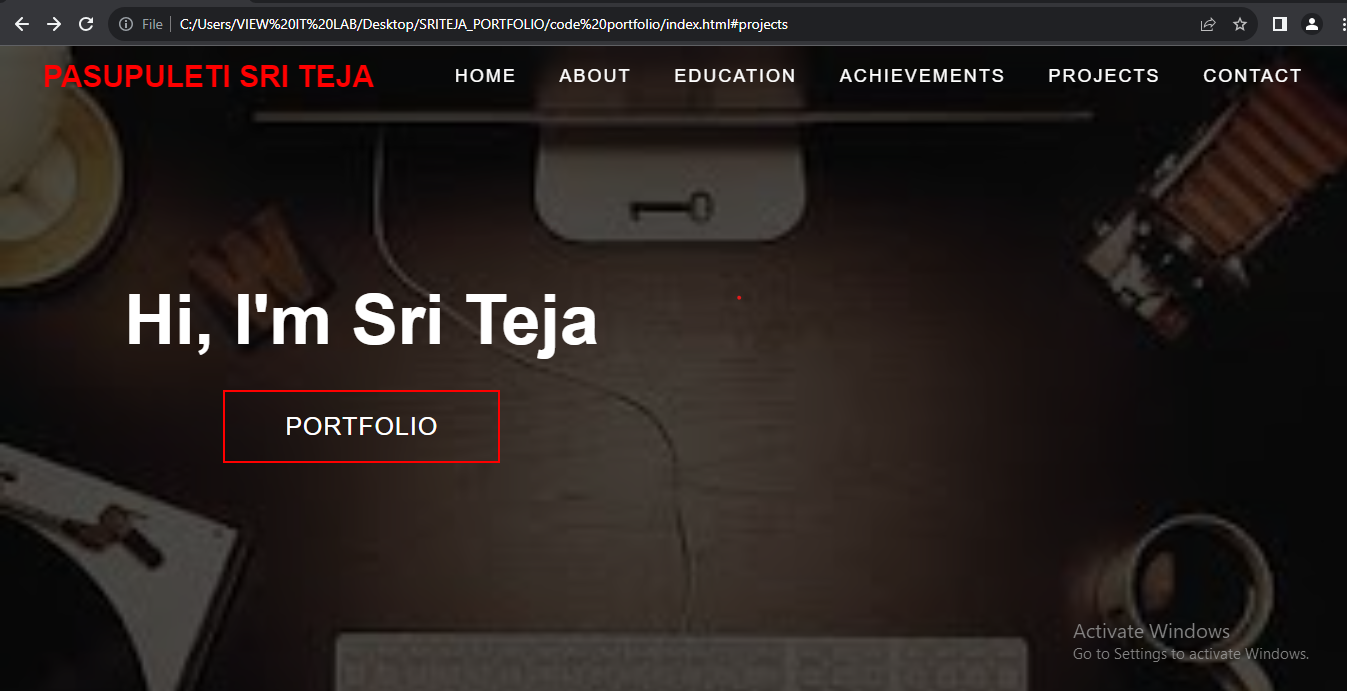 File C:/Users/VIEW%20IT%20LAB/Desktop/SRITEJA_PORTFOLIO/code%20portfolio/index.html#projects
PASUPULETI SRI TEJA HOME ABOUT EDUCATION ACHIEVEMENTS PROJECTS CONTACT
Hi, I'm Sri Teja
PORTFOLIO
Activate Windows
Go to Settings to activate Windows.